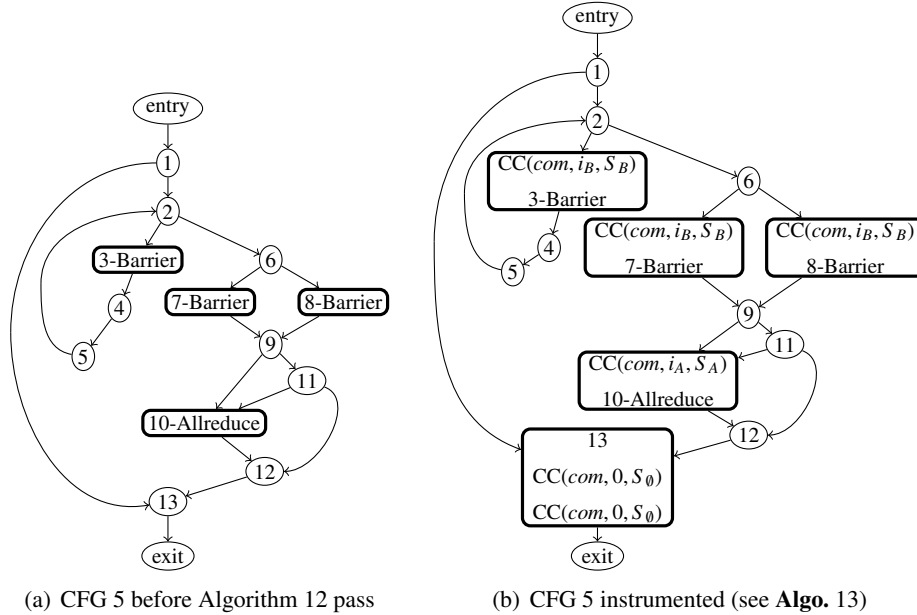 entry
1
2
3-Barrier
6
4
7-Barrier
8-Barrier
5
9
11
10-Allreduce
12
13
exit
(a) CFG 5 before Algorithm 12 pass
entry
1
2
CC(com, i_B, S_B)
3-Barrier
6
CC(com, i_B, S_B)
7-Barrier
CC(com, i_B, S_B)
8-Barrier
4
5
9
11
CC(com, i_A, S_A)
10-Allreduce
12
13
CC(com, 0, S_∅)
CC(com, 0, S_∅)
exit
(b) CFG 5 instrumented (see Algo. 13)